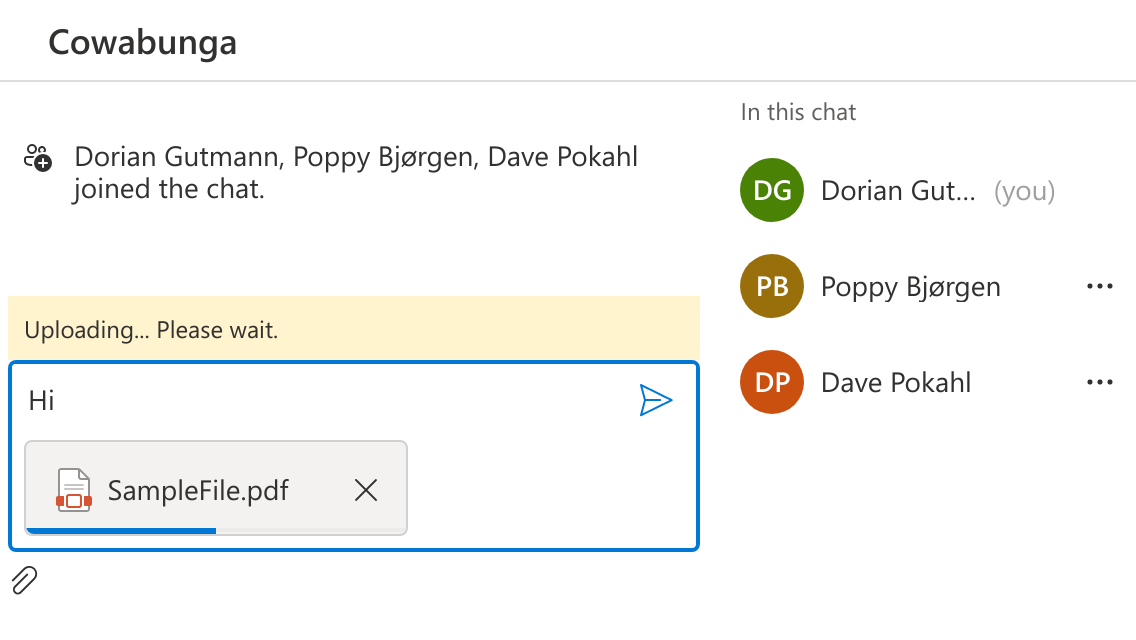 Cowabunga
Dorian Gutmann, Poppy Bjørgen, Dave Pokahl
joined the chat.
Uploading... Please wait.
Hi
SampleFile.pdf
In this chat
DG Dorian Gut... (you)
PB Poppy Bjørgen
DP Dave Pokahl